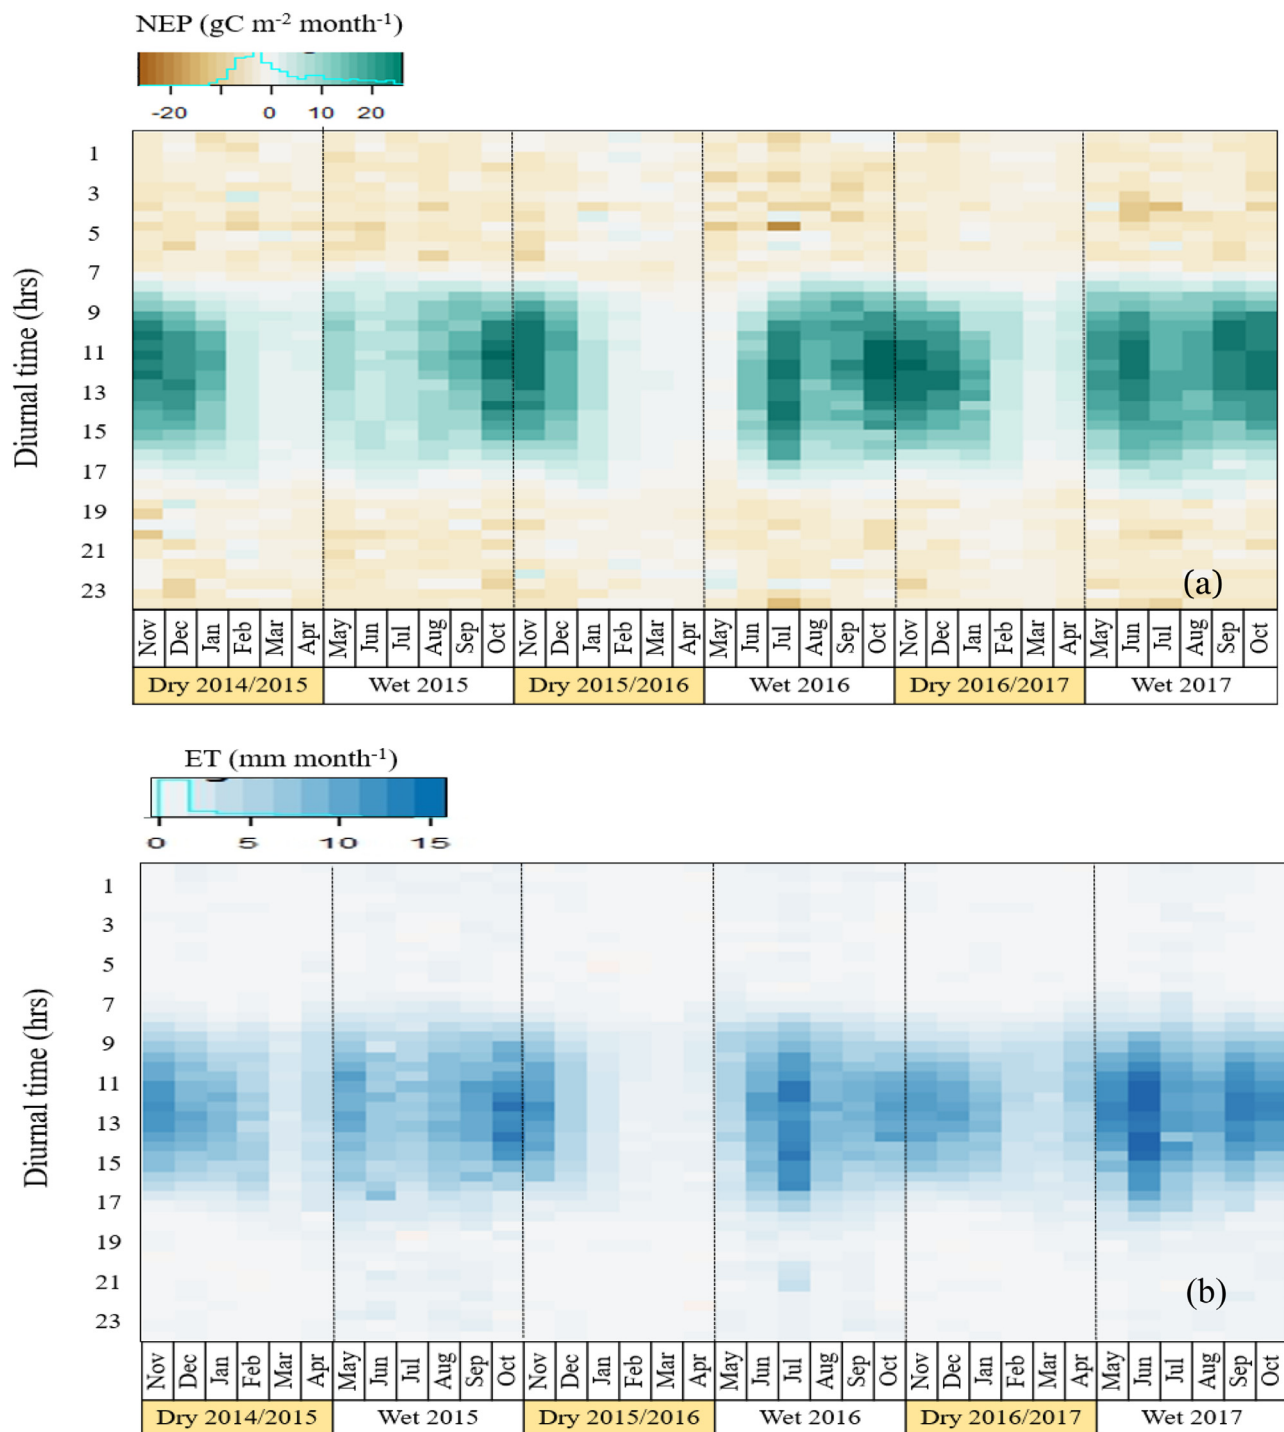 NEP (gC m-2 month-1)
-20 0 10 20
Diurnal time (hrs)
1
3
5
7
9
11
13
15
17
19
21
23
(a)
Nov Dec Jan Feb Mar Apr May Jun Jul Aug Sep Oct Nov Dec Jan Feb Mar Apr May Jun Jul Aug Sep Oct Nov Dec Jan Feb Mar Apr May Jun Jul Aug Sep Oct
Dry 2014/2015 Wet 2015 Dry 2015/2016 Wet 2016 Dry 2016/2017 Wet 2017
ET (mm month-1)
0 5 10 15
Diurnal time (hrs)
1
3
5
7
9
11
13
15
17
19
21
23
(b)
Nov Dec Jan Feb Mar Apr May Jun Jul Aug Sep Oct Nov Dec Jan Feb Mar Apr May Jun Jul Aug Sep Oct Nov Dec Jan Feb Mar Apr May Jun Jul Aug Sep Oct
Dry 2014/2015 Wet 2015 Dry 2015/2016 Wet 2016 Dry 2016/2017 Wet 2017